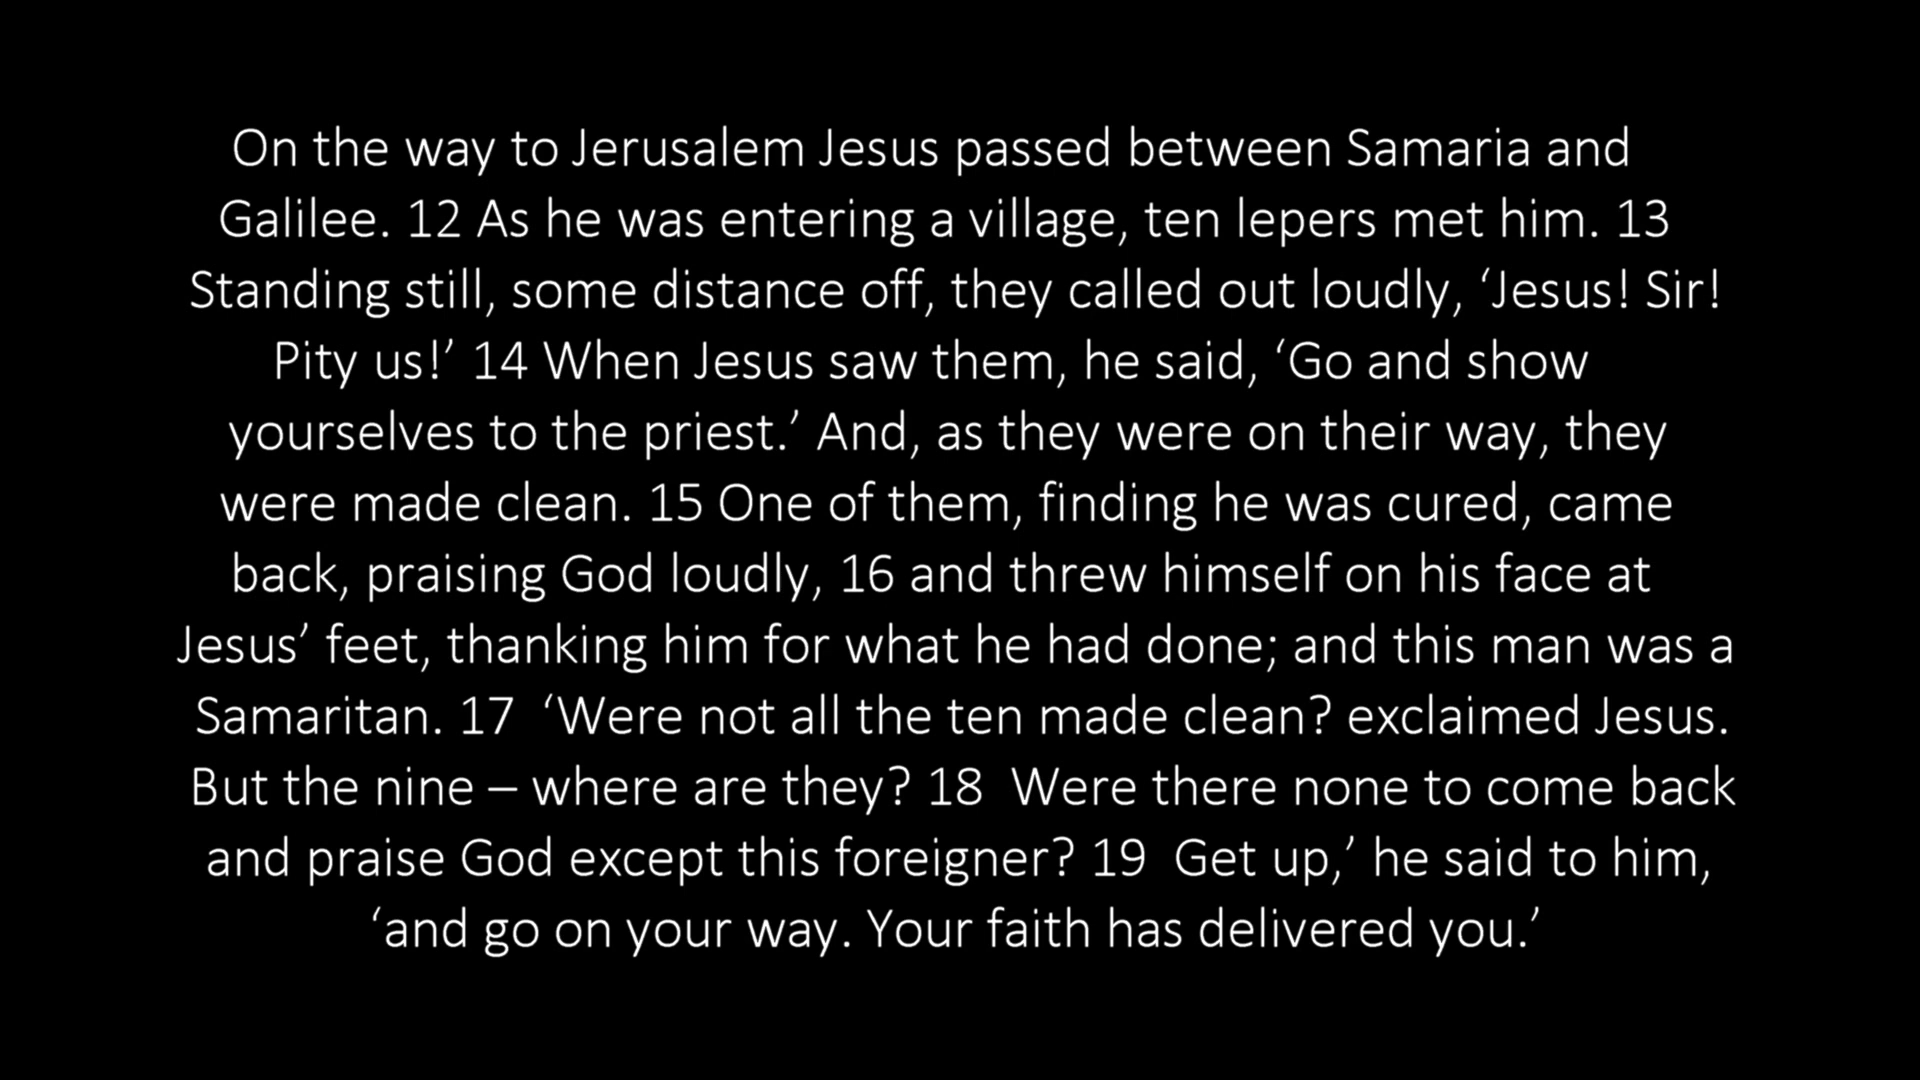 On the way to Jerusalem Jesus passed between Samaria and
Galilee. 12 As he was entering a village, ten lepers met him. 13
Standing still, some distance off, they called out loudly, ‘Jesus! Sir!
Pity us!’ 14 When Jesus saw them, he said, ‘Go and show
yourselves to the priest.’ And, as they were on their way, they
were made clean. 15 One of them, finding he was cured, came
back, praising God loudly, 16 and threw himself on his face at
Jesus’ feet, thanking him for what he had done; and this man was a
Samaritan. 17  ‘Were not all the ten made clean? exclaimed Jesus.
But the nine – where are they? 18  Were there none to come back
and praise God except this foreigner? 19  Get up,’ he said to him,
‘and go on your way. Your faith has delivered you.’